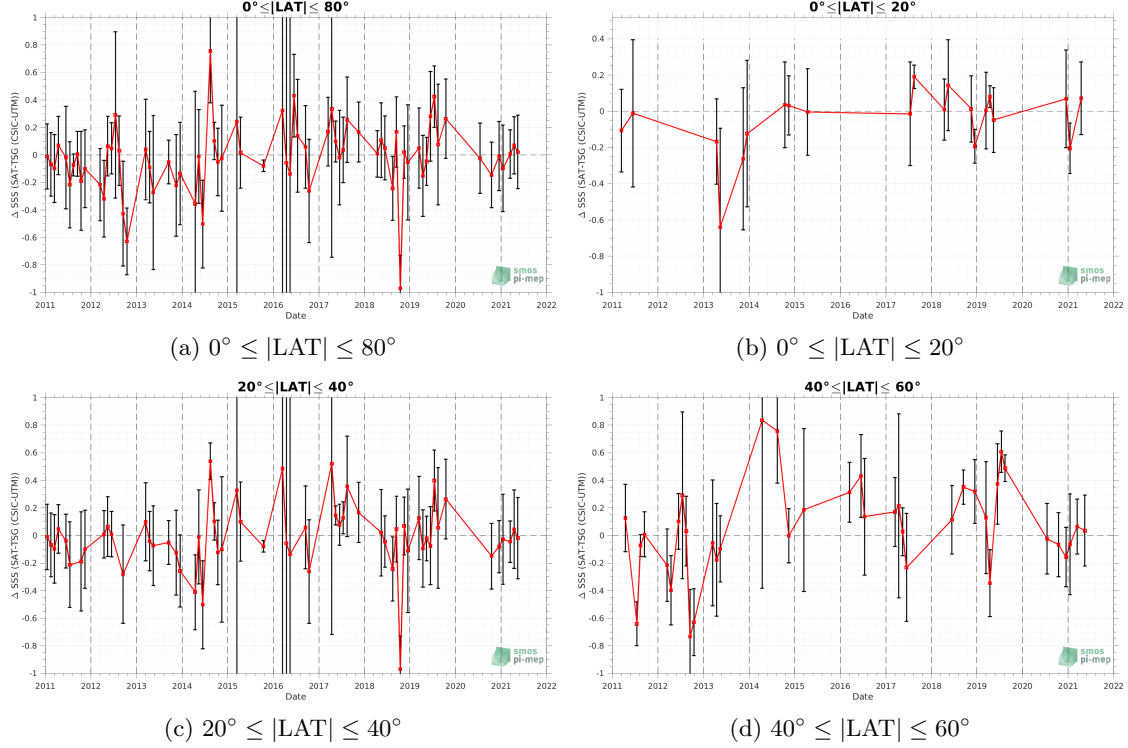 0°≤|LAT|≤ 80°
Δ SSS (SAT-TSG (CSIC-UTM))
1
0.8
0.6
0.4
0.2
0
-0.2
-0.4
-0.6
-0.8
-1
2011 2012 2013 2014 2015 2016 2017 2018 2019 2020 2021 2022
Date
smos
pi-mep
(a) 0° ≤ |LAT| ≤ 80°
0°≤|LAT|≤ 20°
Δ SSS (SAT-TSG (CSIC-UTM))
0.4
0.2
0
-0.2
-0.4
-0.6
-0.8
-1
2011 2012 2013 2014 2015 2016 2017 2018 2019 2020 2021 2022
Date
smos
pi-mep
(b) 0° ≤ |LAT| ≤ 20°
20°≤|LAT|≤ 40°
Δ SSS (SAT-TSG (CSIC-UTM))
1
0.8
0.6
0.4
0.2
0
-0.2
-0.4
-0.6
-0.8
-1
2011 2012 2013 2014 2015 2016 2017 2018 2019 2020 2021 2022
Date
smos
pi-mep
(c) 20° ≤ |LAT| ≤ 40°
40°≤|LAT|≤ 60°
Δ SSS (SAT-TSG (CSIC-UTM))
1
0.8
0.6
0.4
0.2
0
-0.2
-0.4
-0.6
-0.8
-1
2011 2012 2013 2014 2015 2016 2017 2018 2019 2020 2021 2022
Date
smos
pi-mep
(d) 40° ≤ |LAT| ≤ 60°